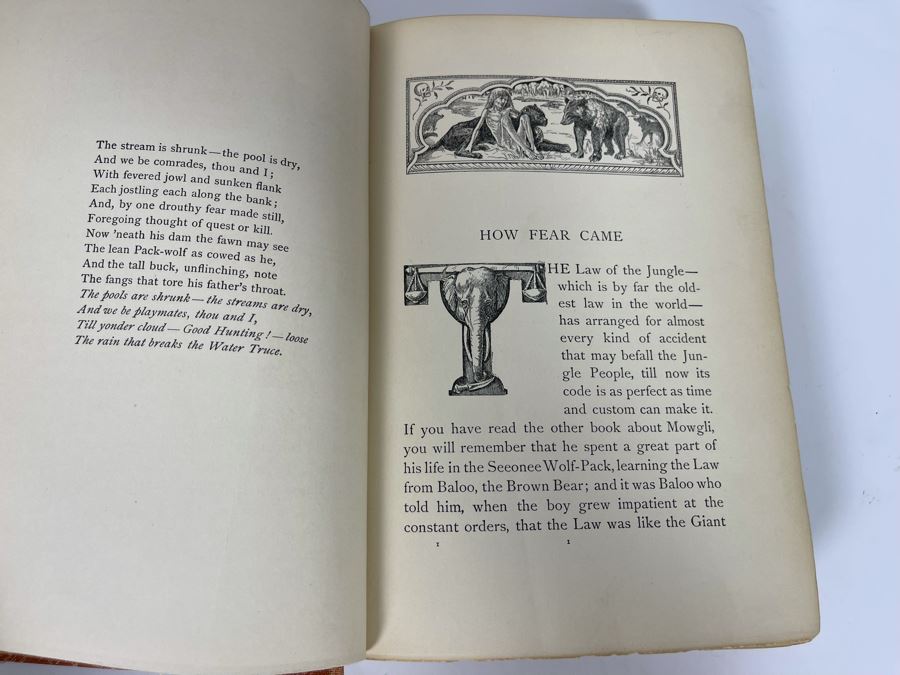 The stream is shrunk—the pool is dry,
And we be comrades, thou and I;
With fevered jowl and sunken flank
Each jostling each along the bank;
And, by one drouthy fear made still,
Foregoing thought of quest or kill.
Now 'neath his dam the fawn may see
The lean Pack-wolf as cowed as he,
And the tall buck, unflinching, note
The fangs that tore his father's throat.
The pools are shrunk—the streams are dry,
And we be playmates, thou and I,
Till yonder cloud—Good Hunting!—loose
The rain that breaks the Water Truce.
HOW FEAR CAME
THE Law of the Jungle—
which is by far the old-
est law in the world—
has arranged for almost
every kind of accident
that may befall the Jun-
gle People, till now its
code is as perfect as time
and custom can make it.
If you have read the other book about Mowgli,
you will remember that he spent a great part of
his life in the Seeonee Wolf-Pack, learning the Law
from Baloo, the Brown Bear; and it was Baloo who
told him, when the boy grew impatient at the
constant orders, that the Law was like the Giant
1 1